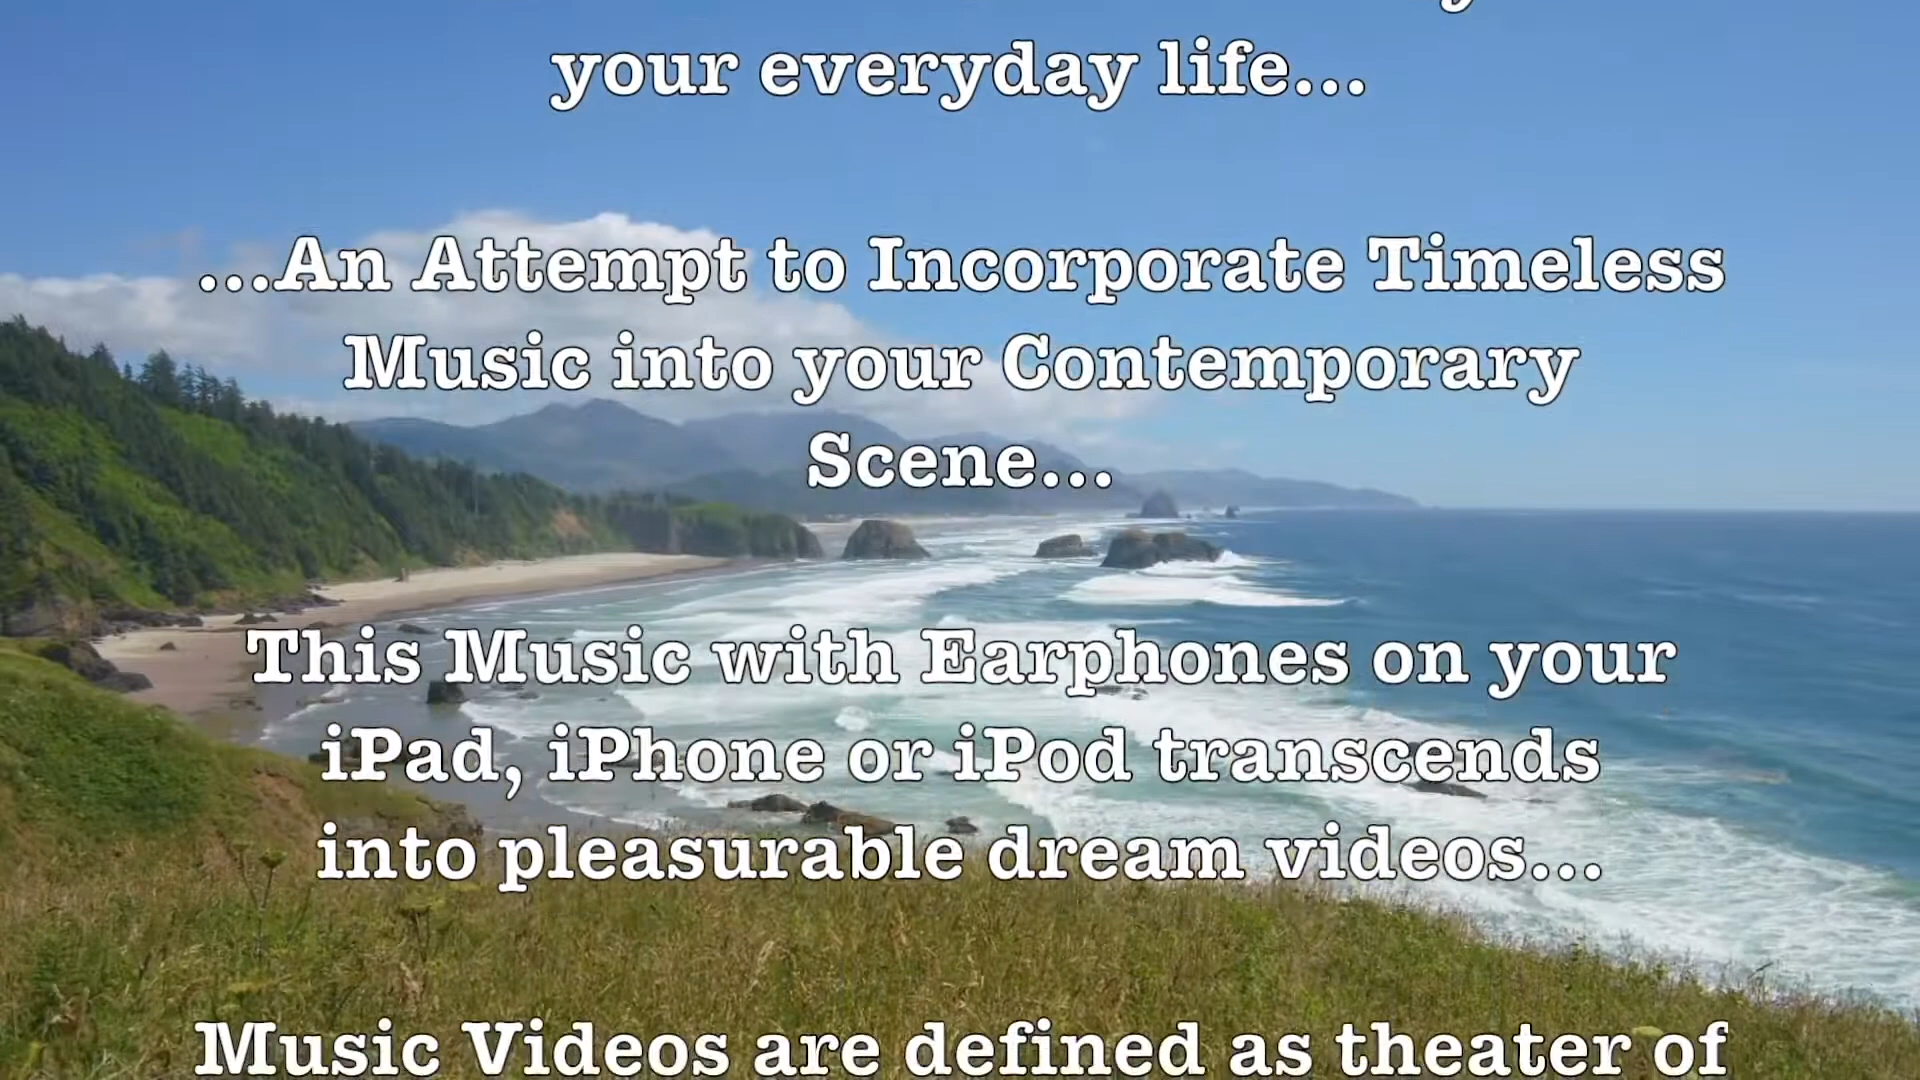 your everyday life...
...An Attempt to Incorporate Timeless
Music into your Contemporary
Scene...
This Music with Earphones on your
iPad, iPhone or iPod transcends
into pleasurable dream videos...
Music Videos are defined as theater of